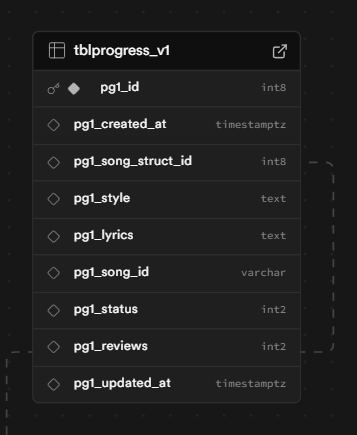 tblprogress_v1
pg1_id int8
pg1_created_at timestamptz
pg1_song_struct_id int8
pg1_style text
pg1_lyrics text
pg1_song_id varchar
pg1_status int2
pg1_reviews int2
pg1_updated_at timestamptz